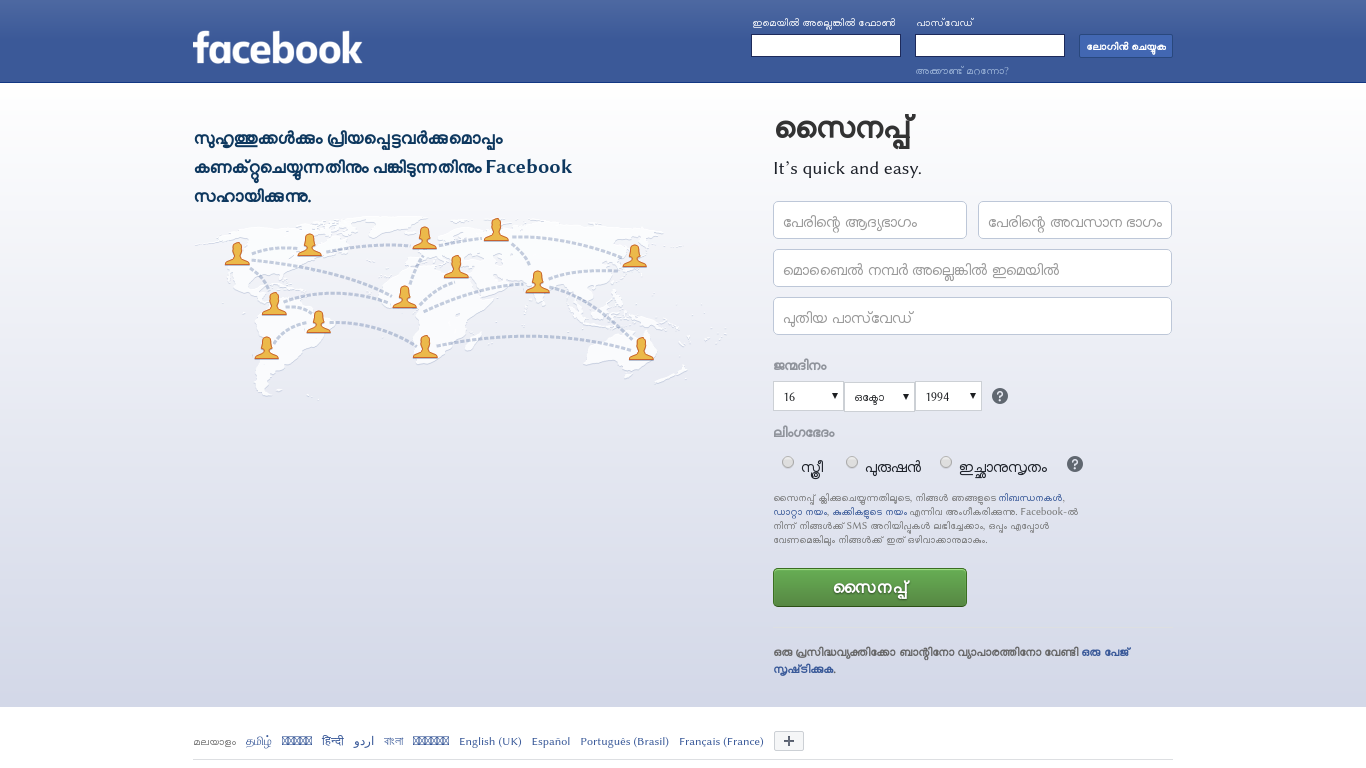 facebook
ഇമെയിൽ അല്ലെങ്കിൽ ഫോൺ
പാസ്‌വേഡ്
ലോഗിൻ ചെയ്യുക
അക്കൗണ്ട് മറന്നോ?
സുഹൃത്തുക്കൾക്കും പ്രിയപ്പെട്ടവർക്കുമൊപ്പം
കണക്റ്റുചെയ്യുന്നതിനും പങ്കിടുന്നതിനും Facebook
സഹായിക്കുന്നു.
സൈനപ്പ്
It’s quick and easy.
പേരിന്റെ ആദ്യഭാഗം
പേരിന്റെ അവസാന ഭാഗം
മൊബൈൽ നമ്പർ അല്ലെങ്കിൽ ഇമെയിൽ
പുതിയ പാസ്‌വേഡ്
ജന്മദിനം
16 ഒക്ടോ 1994
ലിംഗഭേദം
സ്ത്രീ പുരുഷൻ ഇച്ഛാനുസൃതം
സൈനപ്പ് ക്ലിക്കുചെയ്യുന്നതിലൂടെ, നിങ്ങൾ ഞങ്ങളുടെ നിബന്ധനകൾ,
ഡാറ്റാ നയം, കുക്കികളുടെ നയം എന്നിവ അംഗീകരിക്കുന്നു. Facebook-ൽ
നിന്ന് നിങ്ങൾക്ക് SMS അറിയിപ്പുകൾ ലഭിച്ചേക്കാം, ഒപ്പം എപ്പോൾ
വേണമെങ്കിലും നിങ്ങൾക്ക് ഇത് ഒഴിവാക്കാനുമാകും.
സൈനപ്പ്
ഒരു പ്രസിദ്ധവ്യക്തിക്കോ ബാന്റിനോ വ്യാപാരത്തിനോ വേണ്ടി ഒരു പേജ്
സൃഷ്‌ടിക്കുക.
മലയാളം தமிழ் हिन्दी اردو বাংলা English (UK) Español Português (Brasil) Français (France)